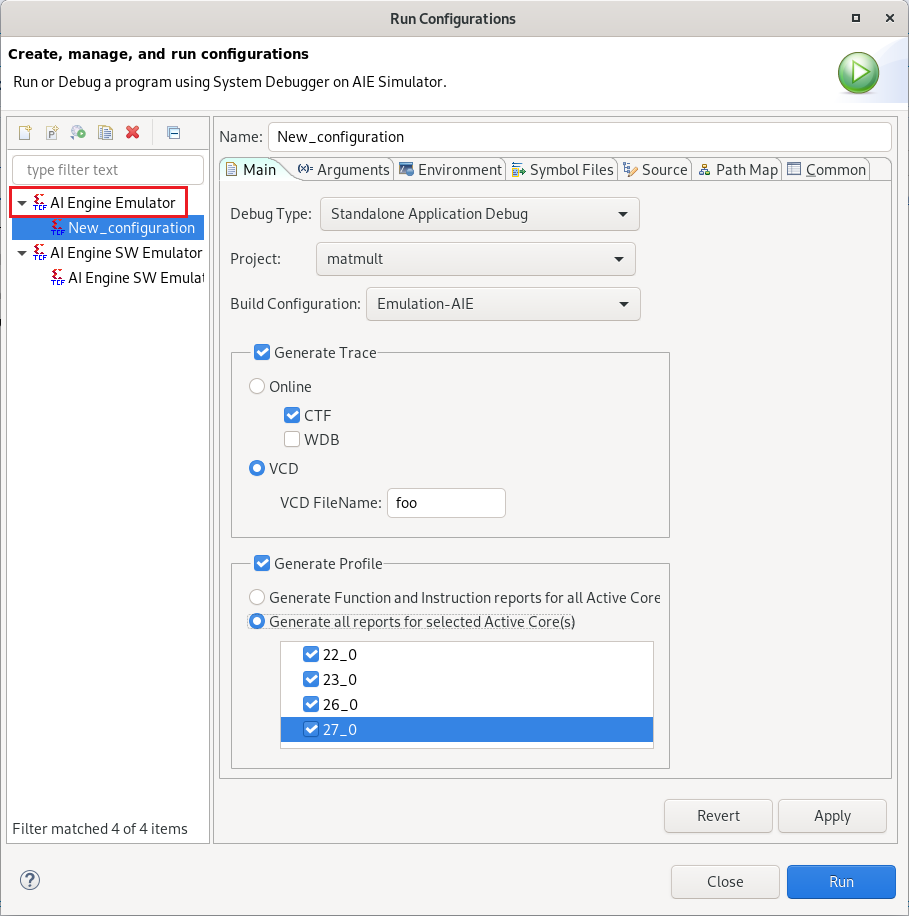 Run Configurations
Create, manage, and run configurations
Run or Debug a program using System Debugger on AIE Simulator.
type filter text
AI Engine Emulator
New_configuration
AI Engine SW Emulator
AI Engine SW Emulat
Filter matched 4 of 4 items
Name: New_configuration
Main (x)= Arguments Environment Symbol Files Source Path Map Common
Debug Type: Standalone Application Debug
Project: matmult
Build Configuration: Emulation-AIE
Generate Trace
Online
CTF
WDB
VCD
VCD FileName: foo
Generate Profile
Generate Function and Instruction reports for all Active Core
Generate all reports for selected Active Core(s)
22_0
23_0
26_0
27_0
Revert Apply
Close Run